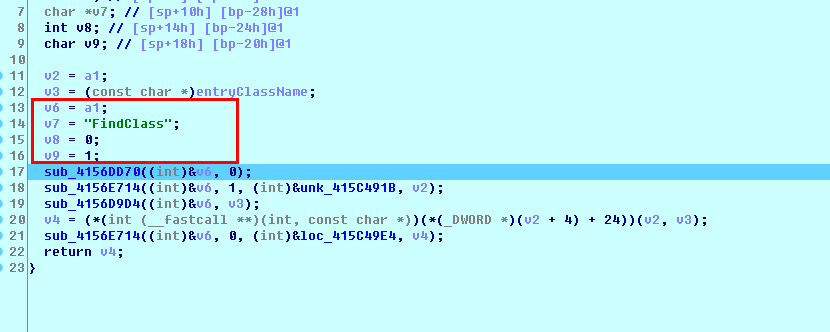 7 char *v7; // [sp+10h] [bp-28h]@1
8 int v8; // [sp+14h] [bp-24h]@1
9 char v9; // [sp+18h] [bp-20h]@1
10
11 v2 = a1;
12 v3 = (const char *)entryClassName;
13 v6 = a1;
14 v7 = "FindClass";
15 v8 = 0;
16 v9 = 1;
17 sub_4156DD70((int)&v6, 0);
18 sub_4156E714((int)&v6, 1, (int)&unk_415C491B, v2);
19 sub_4156D9D4((int)&v6, v3);
20 v4 = (*(int (__fastcall **)(int, const char *))(*(_DWORD *)(v2 + 4) + 24))(v2, v3);
21 sub_4156E714((int)&v6, 0, (int)&loc_415C49E4, v4);
22 return v4;
23 }